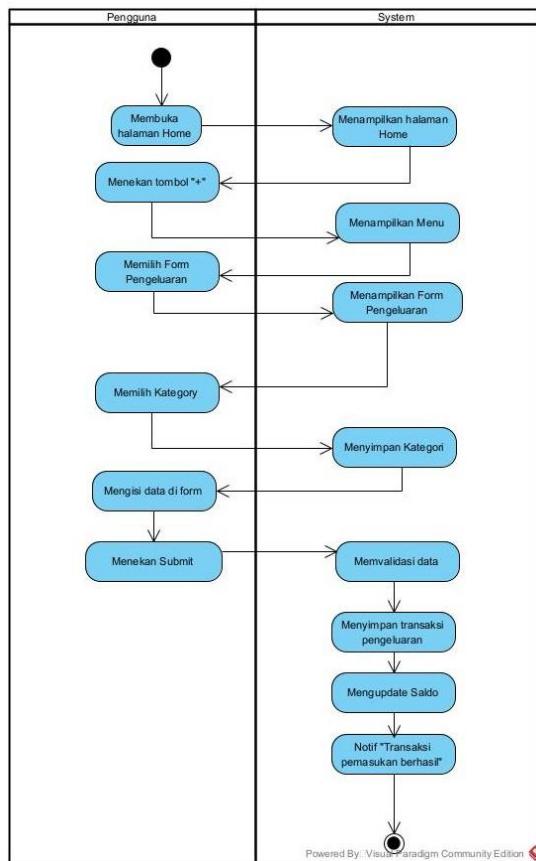 Pengguna
System
Membuka
halaman Home
Menampilkan halaman
Home
Menekan tombol "+"
Menampilkan Menu
Memilih Form
Pengeluaran
Menampilkan Form
Pengeluaran
Memilih Kategory
Menyimpan Kategori
Mengisi data di form
Menekan Submit
Memvalidasi data
Menyimpan transaksi
pengeluaran
Mengupdate Saldo
Notif "Transaksi
pemasukan berhasil"
Powered By: Visual Paradigm Community Edition